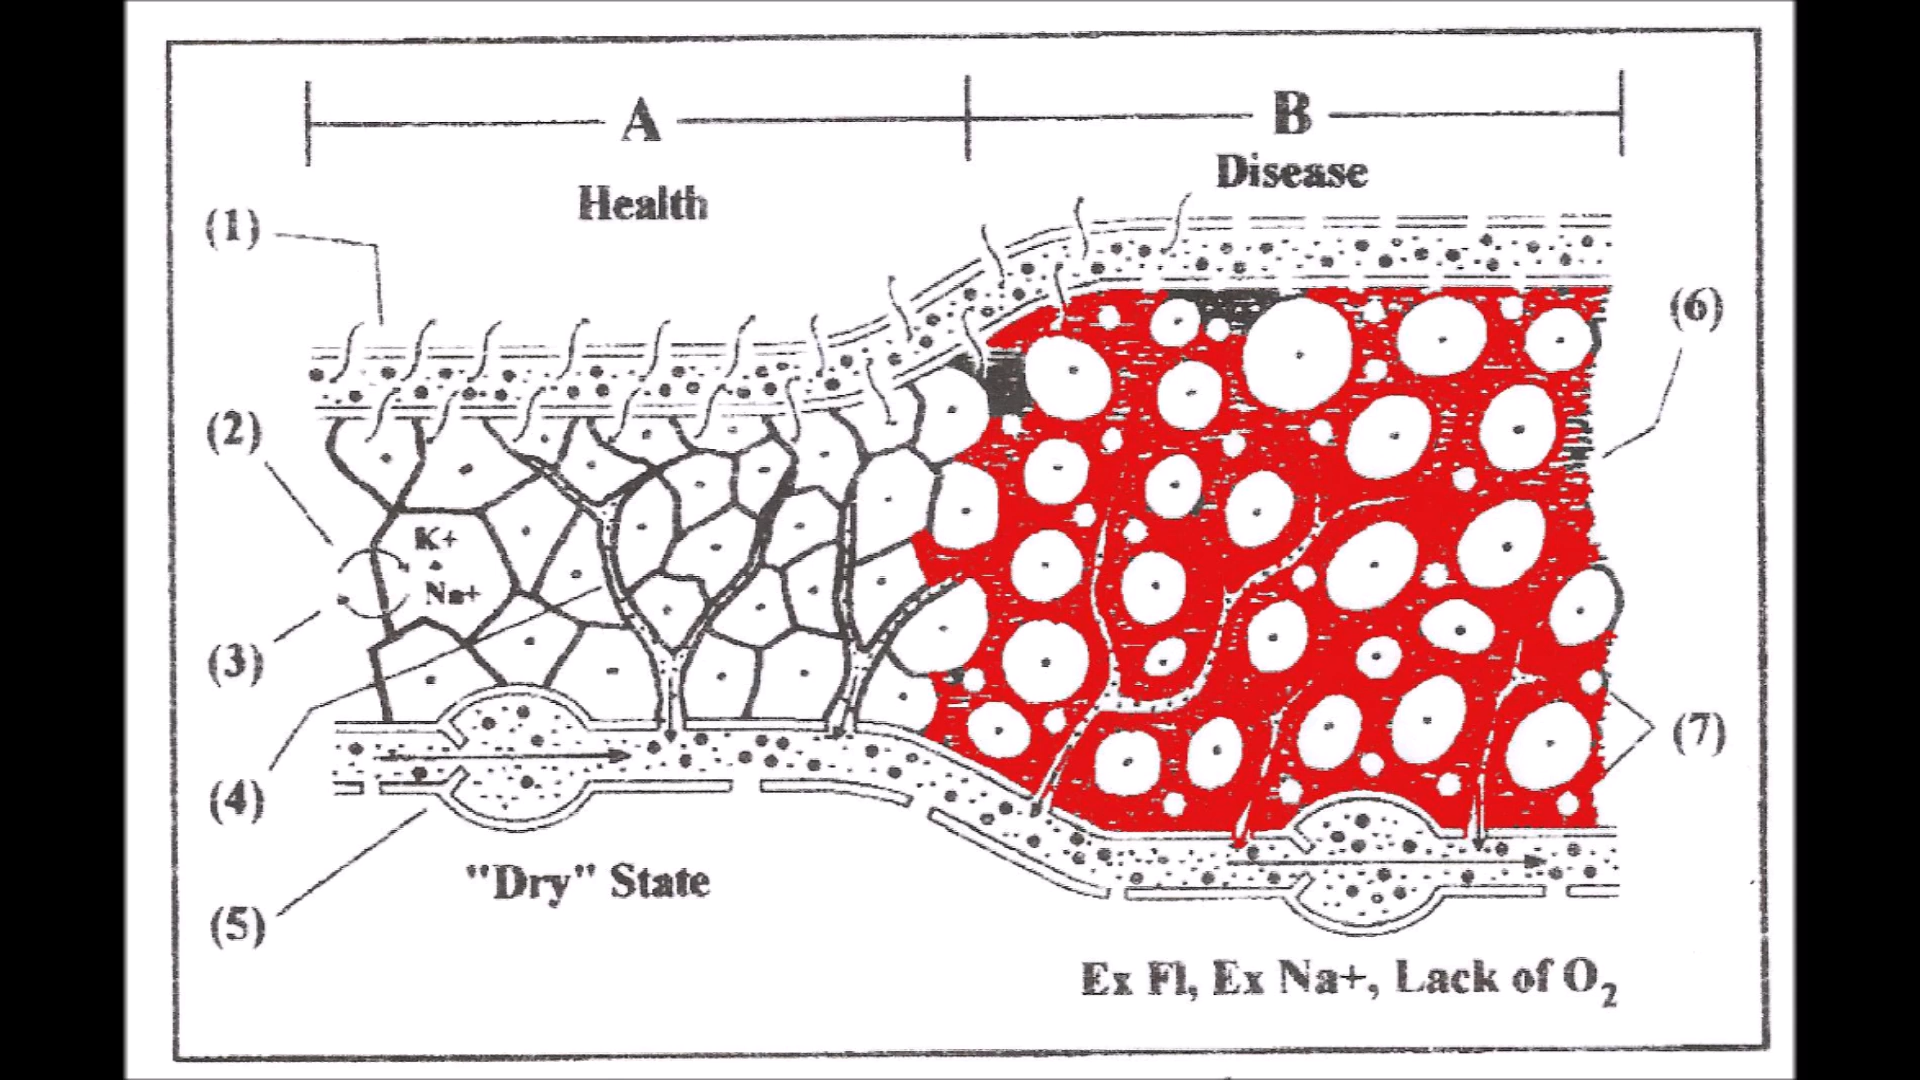 A
B
Health
Disease
(1)
(6)
(2)
K+
Na+
(3)
(7)
(4)
"Dry" State
(5)
Ex Fl, Ex Na+, Lack of O2